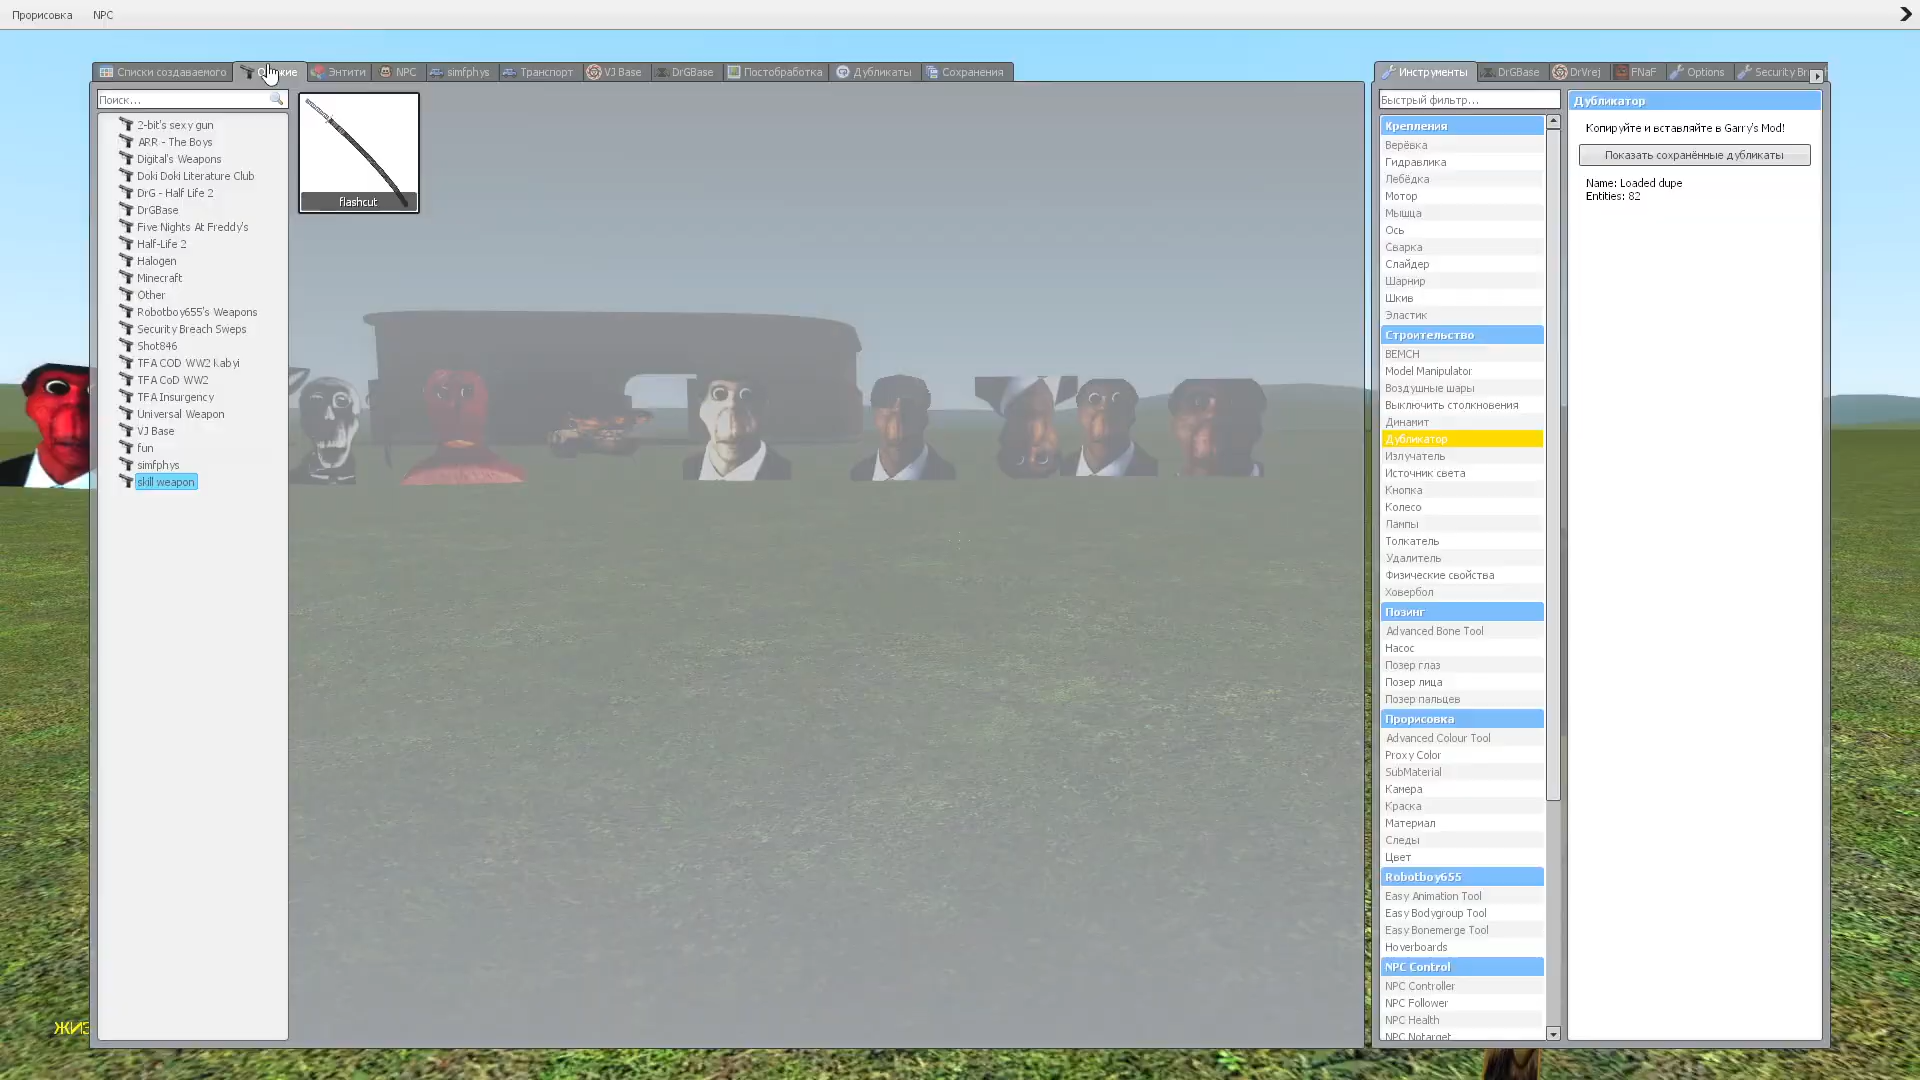 Прорисовка NPC
Списки создаваемого Энтити NPC simfphys Транспорт VJ Base DrGBase Постобработка Дубликаты Сохранения
Инструменты DrGBase DrVrej FNaF Options Security Br
Поиск...
2-bit's sexy gun
ARR - The Boys
Digital's Weapons
Doki Doki Literature Club
DrG - Half Life 2
DrGBase
Five Nights At Freddy's
Half-Life 2
Halogen
Minecraft
Other
Robotboy655's Weapons
Security Breach Sweps
Shot846
TFA COD WW2 kabyi
TFA CoD WW2
TFA Insurgency
Universal Weapon
VJ Base
fun
simfphys
skill weapon
flashcut
Быстрый фильтр...
Крепления
Верёвка
Гидравлика
Лебёдка
Мотор
Мышца
Ось
Сварка
Слайдер
Шарнир
Шкив
Эластик
Строительство
BEMCH
Model Manipulator
Воздушные шары
Выключить столкновения
Динамит
Дубликатор
Излучатель
Источник света
Кнопка
Колесо
Лампы
Толкатель
Удалитель
Физические свойства
Ховербол
Позинг
Advanced Bone Tool
Насос
Позер глаз
Позер лица
Позер пальцев
Прорисовка
Advanced Colour Tool
Proxy Color
SubMaterial
Камера
Краска
Материал
Следы
Цвет
Robotboy655
Easy Animation Tool
Easy Bodygroup Tool
Easy Bonemerge Tool
Hoverboards
NPC Control
NPC Controller
NPC Follower
NPC Health
NPC Notarget
Дубликатор
Копируйте и вставляйте в Garry's Mod!
Показать сохранённые дубликаты
Name: Loaded dupe
Entities: 82